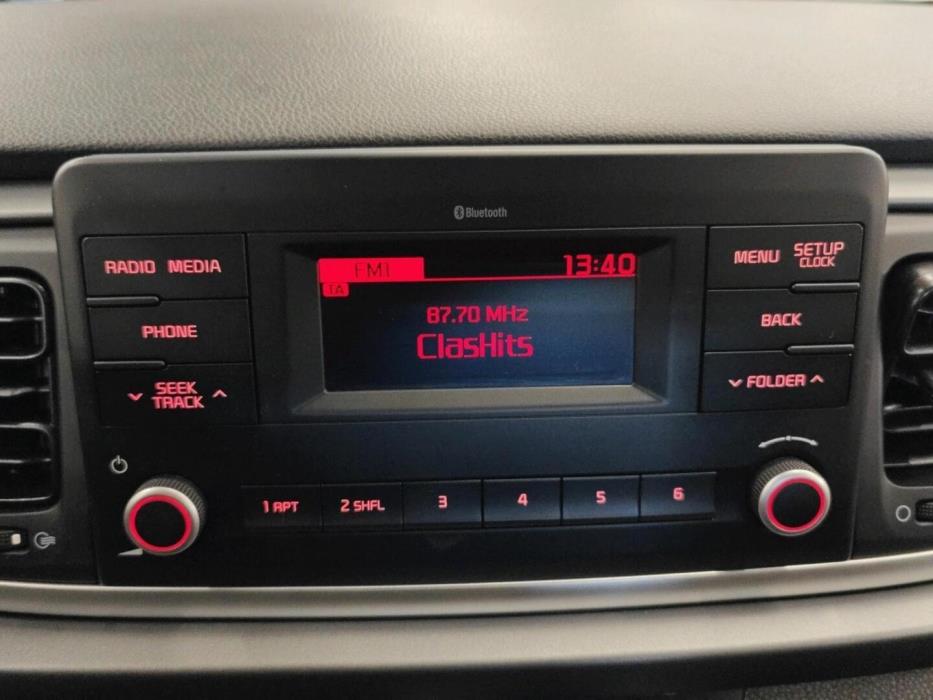 Bluetooth
RADIO MEDIA
PHONE
SEEK
TRACK
FM1
13:40
TA
87.70 MHz
ClasHits
MENU
SETUP
CLOCK
BACK
FOLDER
1 RPT
2 SHFL
3
4
5
6